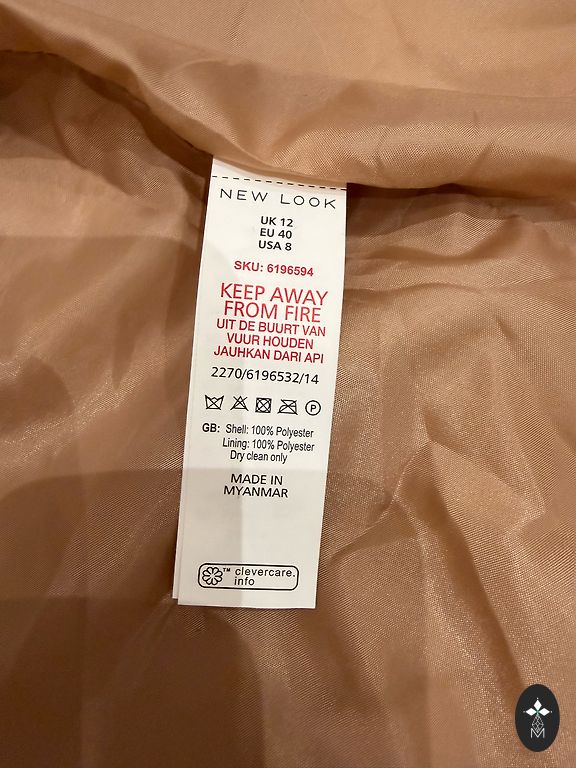 NEW LOOK
UK 12
EU 40
USA 8
SKU: 6196594
KEEP AWAY
FROM FIRE
UIT DE BUURT VAN
VUUR HOUDEN
JAUHKAN DARI API
2270/6196532/14
P
GB: Shell: 100% Polyester
Lining: 100% Polyester
Dry clean only
MADE IN
MYANMAR
™ clevercare.
info
M